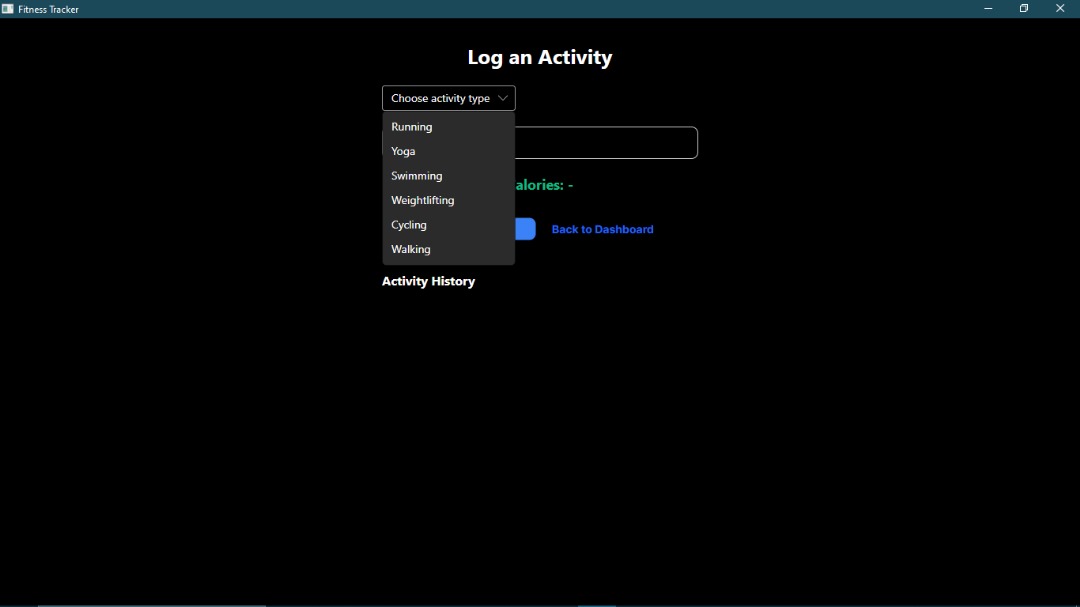 Fitness Tracker
Log an Activity
Choose activity type
Running
Yoga
alories: -
Swimming
Weightlifting
Cycling
Back to Dashboard
Walking
Activity History